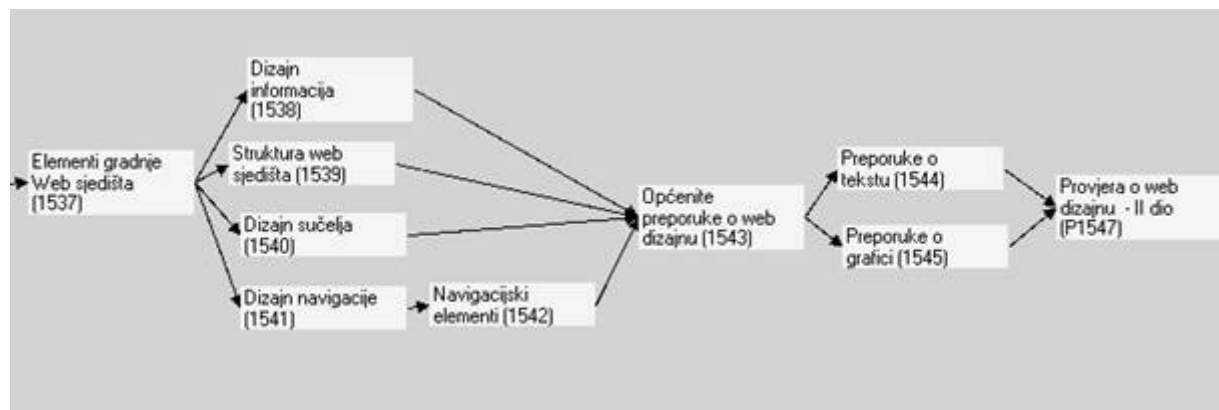 Elementi gradnje
Web sjedišta
(1537)
Dizajn
informacija
(1538)
Struktura web
sjedišta (1539)
Dizajn sučelja
(1540)
Dizajn navigacije
(1541)
Navigacijski
elementi (1542)
Općenite
preporuke o web
dizajnu (1543)
Preporuke o
tekstu (1544)
Preporuke o
grafici (1545)
Provjera o web
dizajnu - II dio
(P1547)